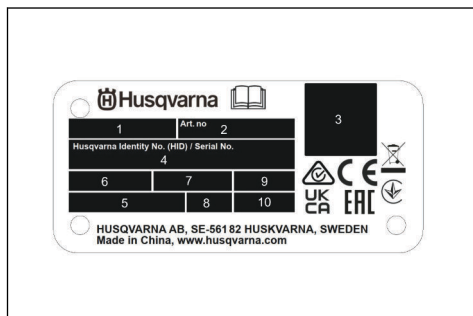 Husqvarna
1
Art. no 2
3
Husqvarna Identity No. (HID) / Serial No.
4
6 7 9
5 8 10
CE
UK
CA
EAC
HUSQVARNA AB, SE-561 82 HUSKVARNA, SWEDEN
Made in China, www.husqvarna.com